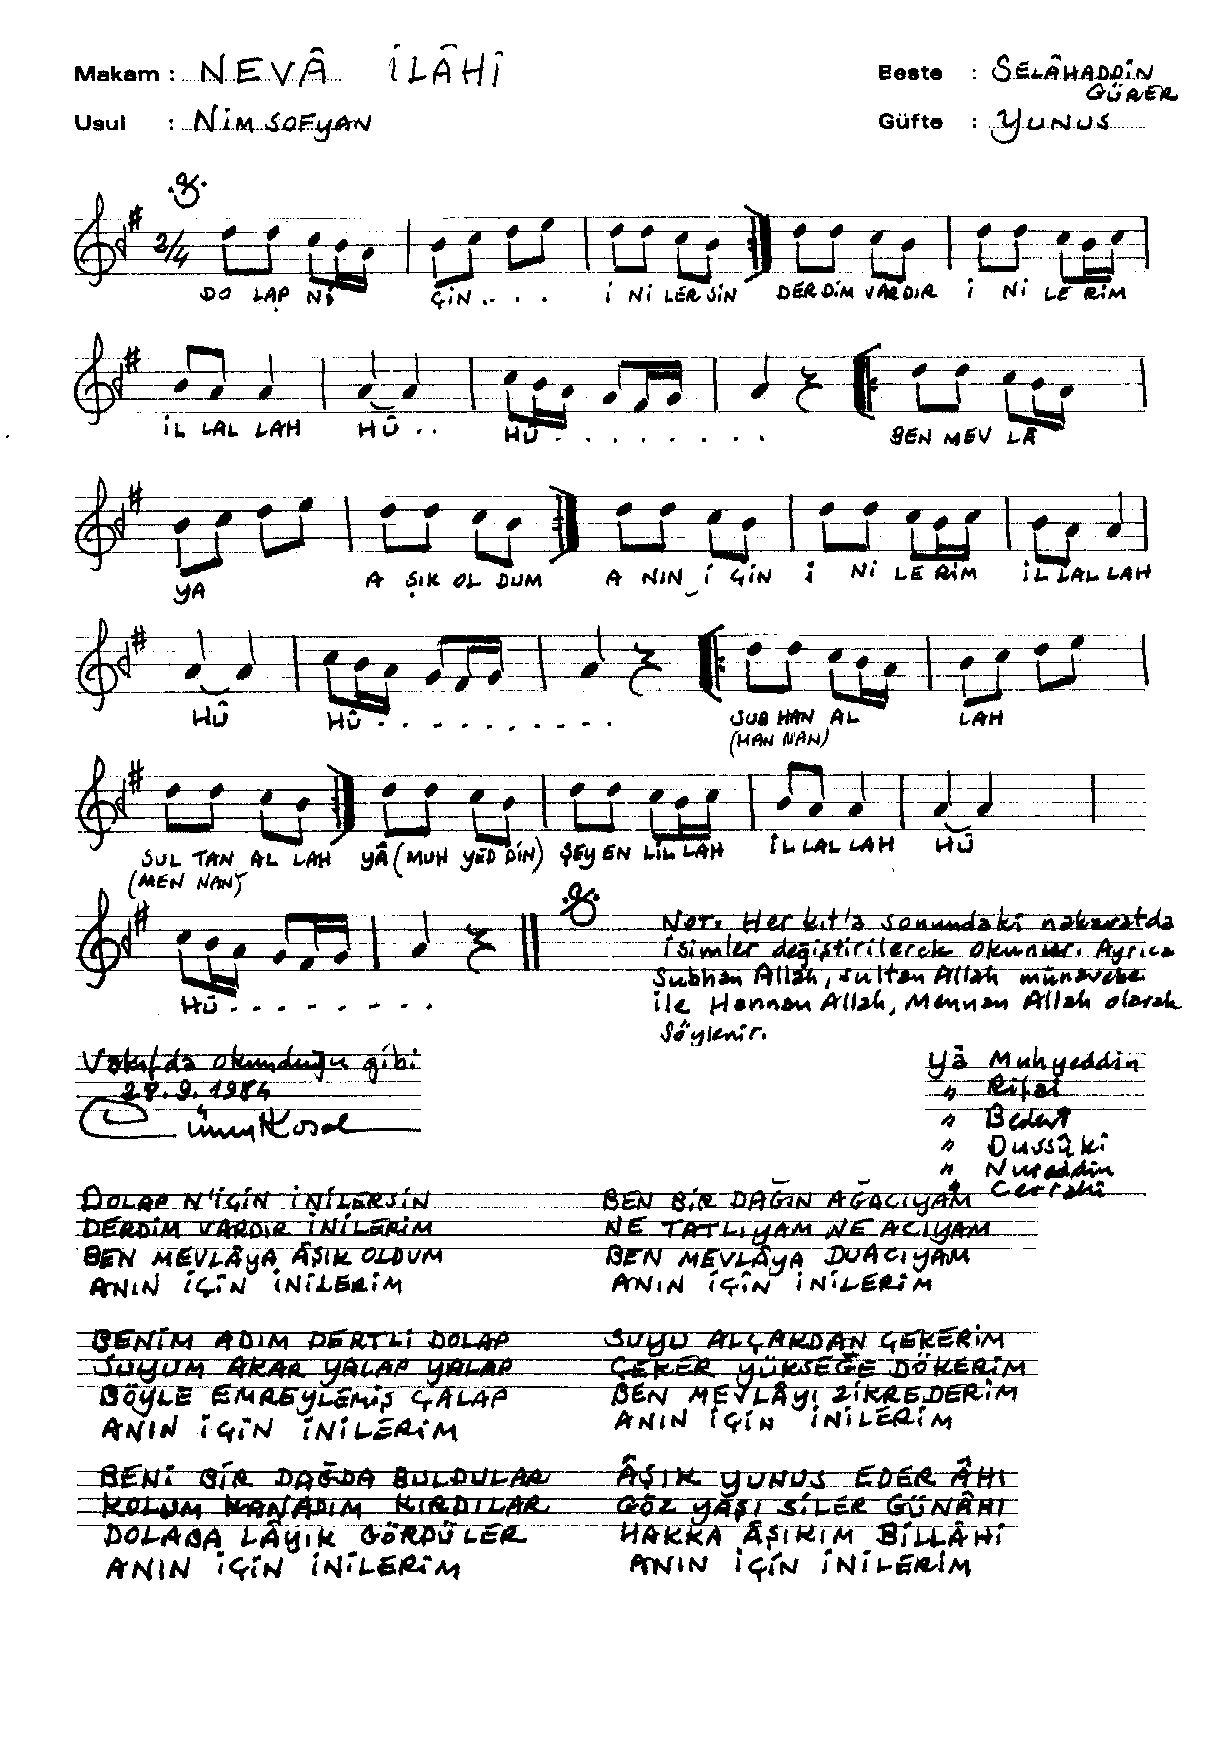 Makam : NEVÂ İLÂHÎ
Beste : SELÂHADDİN GÜRER
Usul : NİM SOFYAN
Güfte : YUNUS
2/4
DO LAP Nİ ÇİN . . . İ Nİ LER SİN DER DİM VAR DIR İ Nİ LE RİM
İL LAL LAH HÛ . . HÛ . . . . . . . . BEN MEV LÂ
YA A ŞIK OL DUM A NIN İ ÇİN İ Nİ LE RİM İL LAL LAH
HÛ HÛ . . . . . . . . . SUB HAN AL LAH
(HAN NAN)
SUL TAN AL LAH YÂ (MUH YED DİN) ŞEY EN LİL LAH İL LAL LAH HÛ
(MEN NAN)
HÛ . . . . . . . .
Not. Her kıt'a sonundaki nakaratda
isimler değiştirilerek okunur. Ayrıca
Subhan Allah, sultan Allah münavebe
ile Hannan Allah, Mennan Allah olarak
söylenir.
Vakıfda okunduğu gibi
28.9.1984
Cüneyt Kosal
Yâ Muhyeddin
" Rifai
" Bedevî
" Dussûkî
" Nureddin
" Cerrahî
DOLAP N'İÇİN İNİLERSİN
DERDİM VARDIR İNİLERİM
BEN MEVLÂYA ÂŞIK OLDUM
ANIN İÇİN İNİLERİM
BEN BİR DAĞIN AĞACIYAM
NE TATLIYAM NE ACIYAM
BEN MEVLÂYA DUACIYAM
ANIN İÇİN İNİLERİM
BENİM ADIM DERTLİ DOLAP
SUYUM AKAR YALAP YALAP
BÖYLE EMREYLEMİŞ ÇALAP
ANIN İÇİN İNİLERİM
SUYU ALÇAKDAN ÇEKERİM
ÇEKER YÜKSEĞE DÖKERİM
BEN MEVLÂYI ZİKREDERİM
ANIN İÇİN İNİLERİM
BENİ BİR DAĞDA BULDULAR
KOLUM KANADIM KIRDILAR
DOLABA LÂYIK GÖRDÜLER
ANIN İÇİN İNİLERİM
ÂŞIK YUNUS EDER ÂHI
GÖZ YAŞI SİLER GÜNÂHI
HAKKA ÂŞIKIM BİLLÂHİ
ANIN İÇİN İNİLERİM